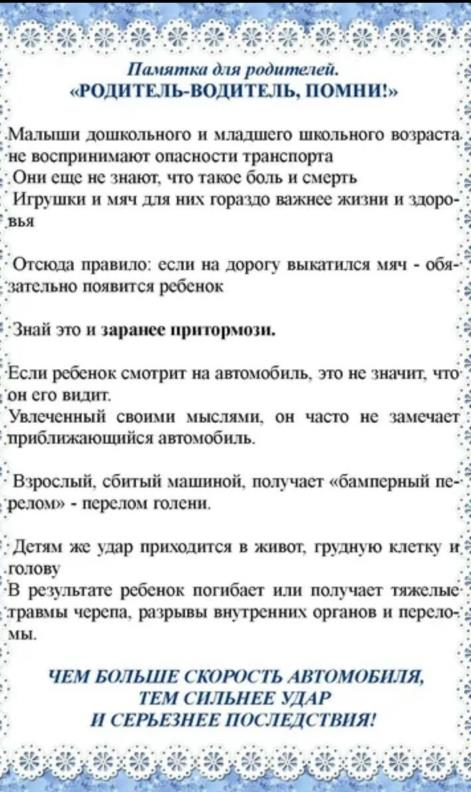 Памятка для родителей.
«РОДИТЕЛЬ-ВОДИТЕЛЬ, ПОМНИ!»
Малыши дошкольного и младшего школьного возраста
не воспринимают опасности транспорта
Они еще не знают, что такое боль и смерть
Игрушки и мяч для них гораздо важнее жизни и здоро-
вья
Отсюда правило: если на дорогу выкатился мяч - обя-
зательно появится ребенок
Знай это и заранее притормози.
Если ребенок смотрит на автомобиль, это не значит, что
он его видит.
Увлеченный своими мыслями, он часто не замечает
приближающийся автомобиль.
Взрослый, сбитый машиной, получает «бамперный пе-
релом» - перелом голени.
Детям же удар приходится в живот, грудную клетку и
голову
В результате ребенок погибает или получает тяжелые
травмы черепа, разрывы внутренних органов и перело-
мы.
ЧЕМ БОЛЬШЕ СКОРОСТЬ АВТОМОБИЛЯ,
ТЕМ СИЛЬНЕЕ УДАР
И СЕРЬЕЗНЕЕ ПОСЛЕДСТВИЯ!